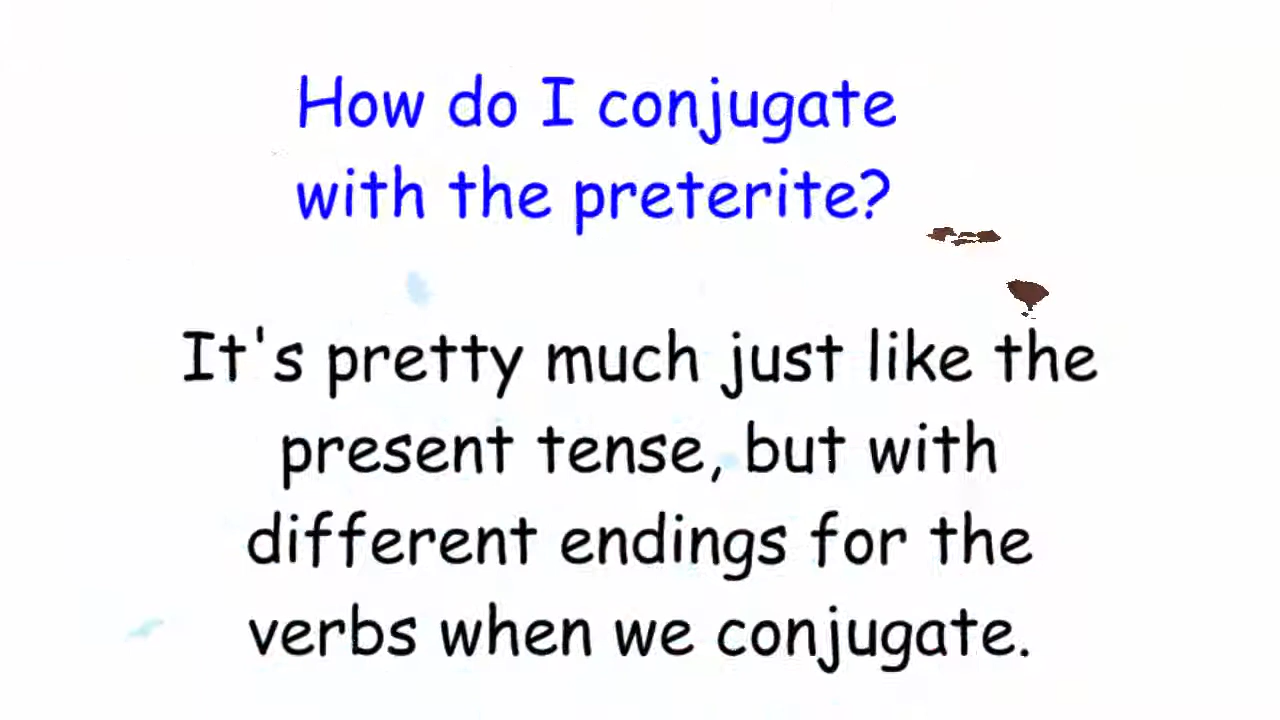 How do I conjugate
with the preterite?
It's pretty much just like the
present tense, but with
different endings for the
verbs when we conjugate.